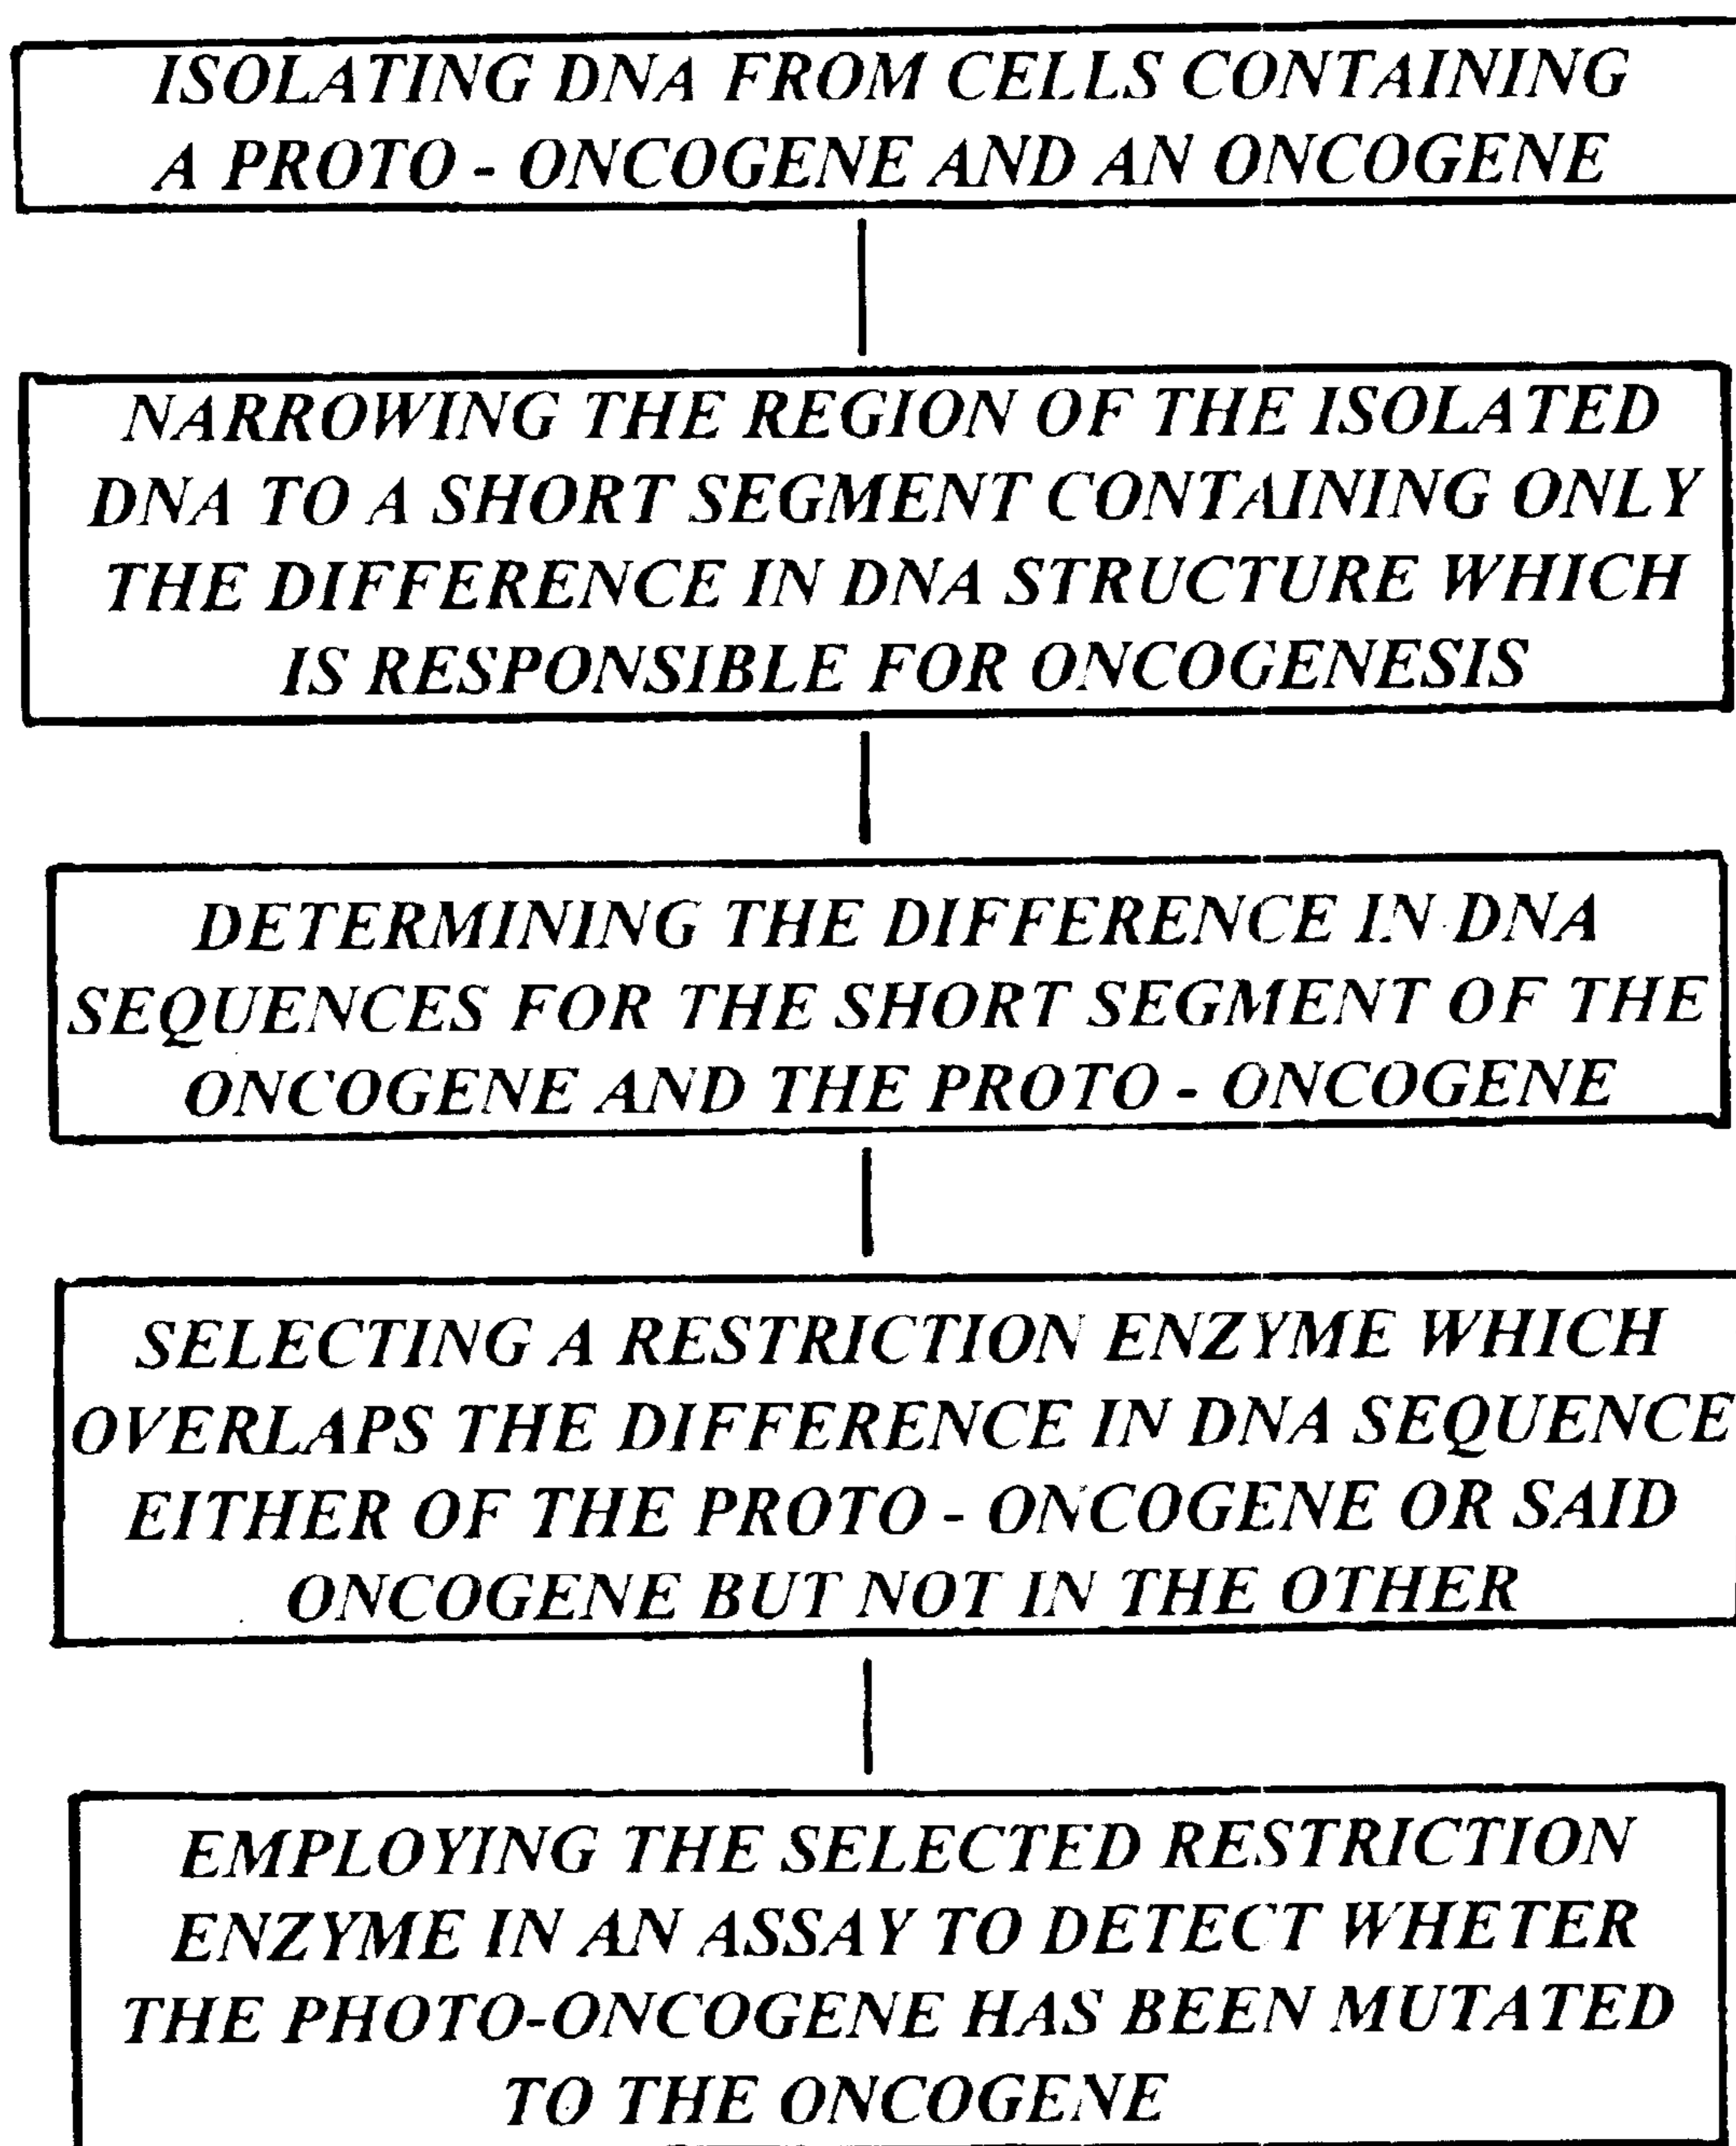 ISOLATING DNA FROM CELLS CONTAINING
A PROTO - ONCOGENE AND AN ONCOGENE
NARROWING THE REGION OF THE ISOLATED
DNA TO A SHORT SEGMENT CONTAINING ONLY
THE DIFFERENCE IN DNA STRUCTURE WHICH
IS RESPONSIBLE FOR ONCOGENESIS
DETERMINING THE DIFFERENCE IN DNA
SEQUENCES FOR THE SHORT SEGMENT OF THE
ONCOGENE AND THE PROTO - ONCOGENE
SELECTING A RESTRICTION ENZYME WHICH
OVERLAPS THE DIFFERENCE IN DNA SEQUENCE
EITHER OF THE PROTO - ONCOGENE OR SAID
ONCOGENE BUT NOT IN THE OTHER
EMPLOYING THE SELECTED RESTRICTION
ENZYME IN AN ASSAY TO DETECT WHETER
THE PHOTO-ONCOGENE HAS BEEN MUTATED
TO THE ONCOGENE